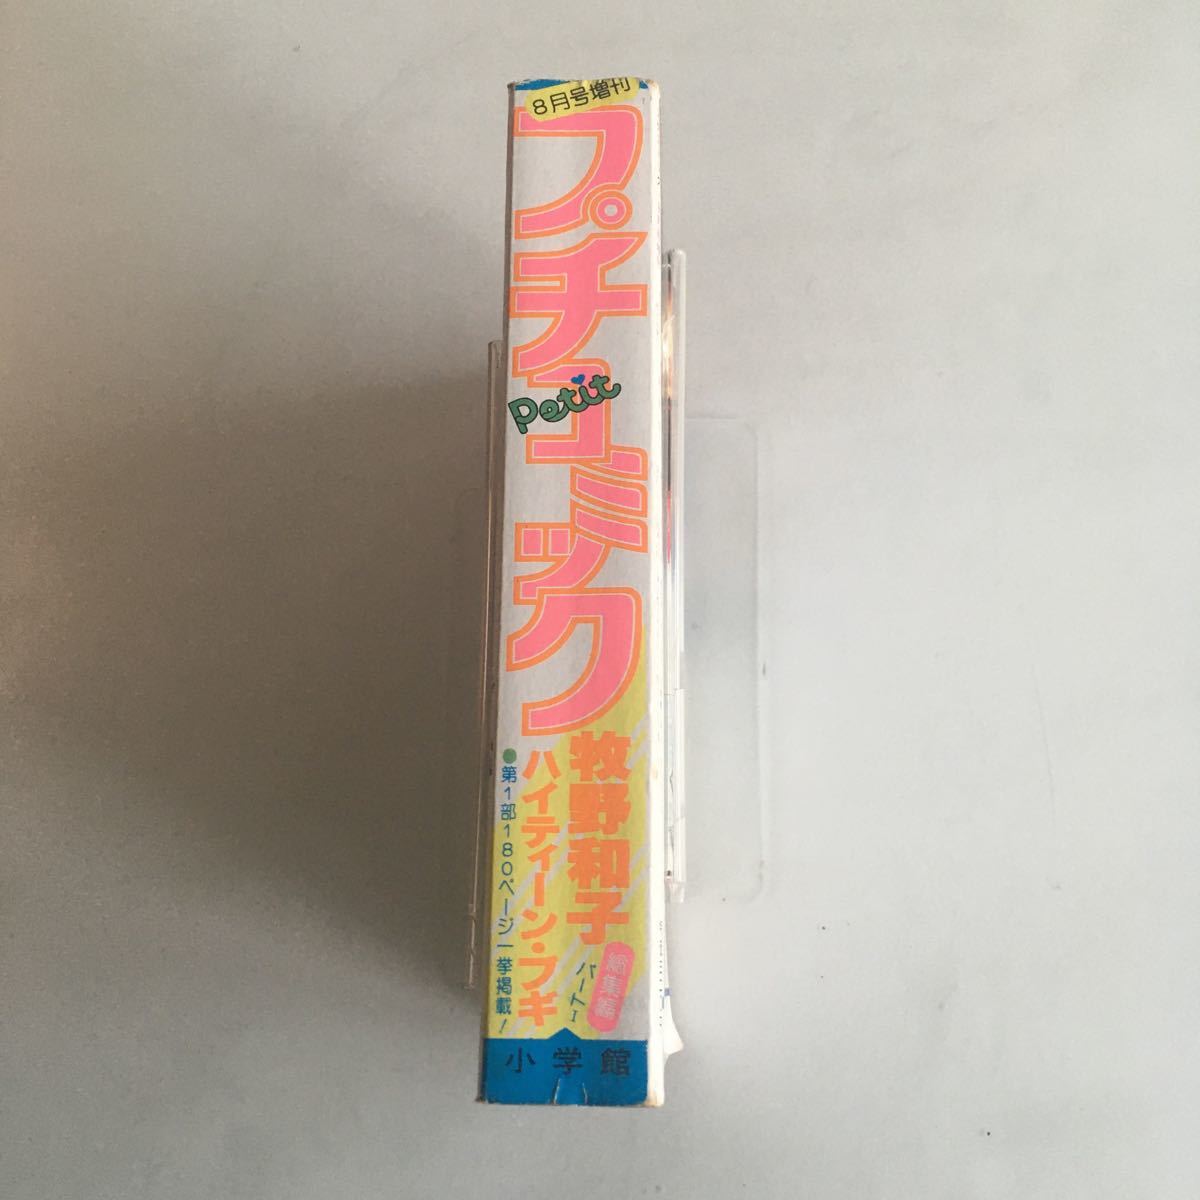 8月号増刊
プチコミック
Petit
牧野和子
総集編
パートI
ハイティーン・ブギ
●第1部180ページ一挙掲載!
小学館